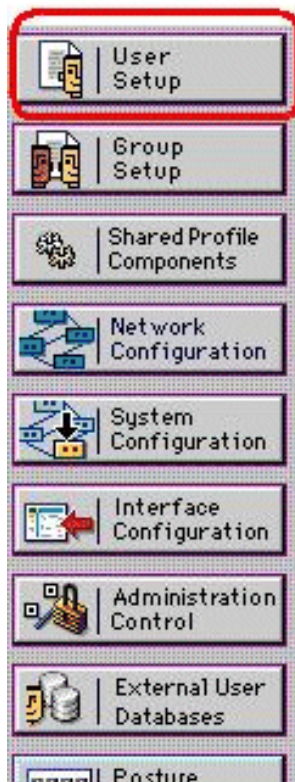 User
Setup
Group
Setup
Shared Profile
Components
Network
Configuration
System
Configuration
Interface
Configuration
Administration
Control
External User
Databases
Posture